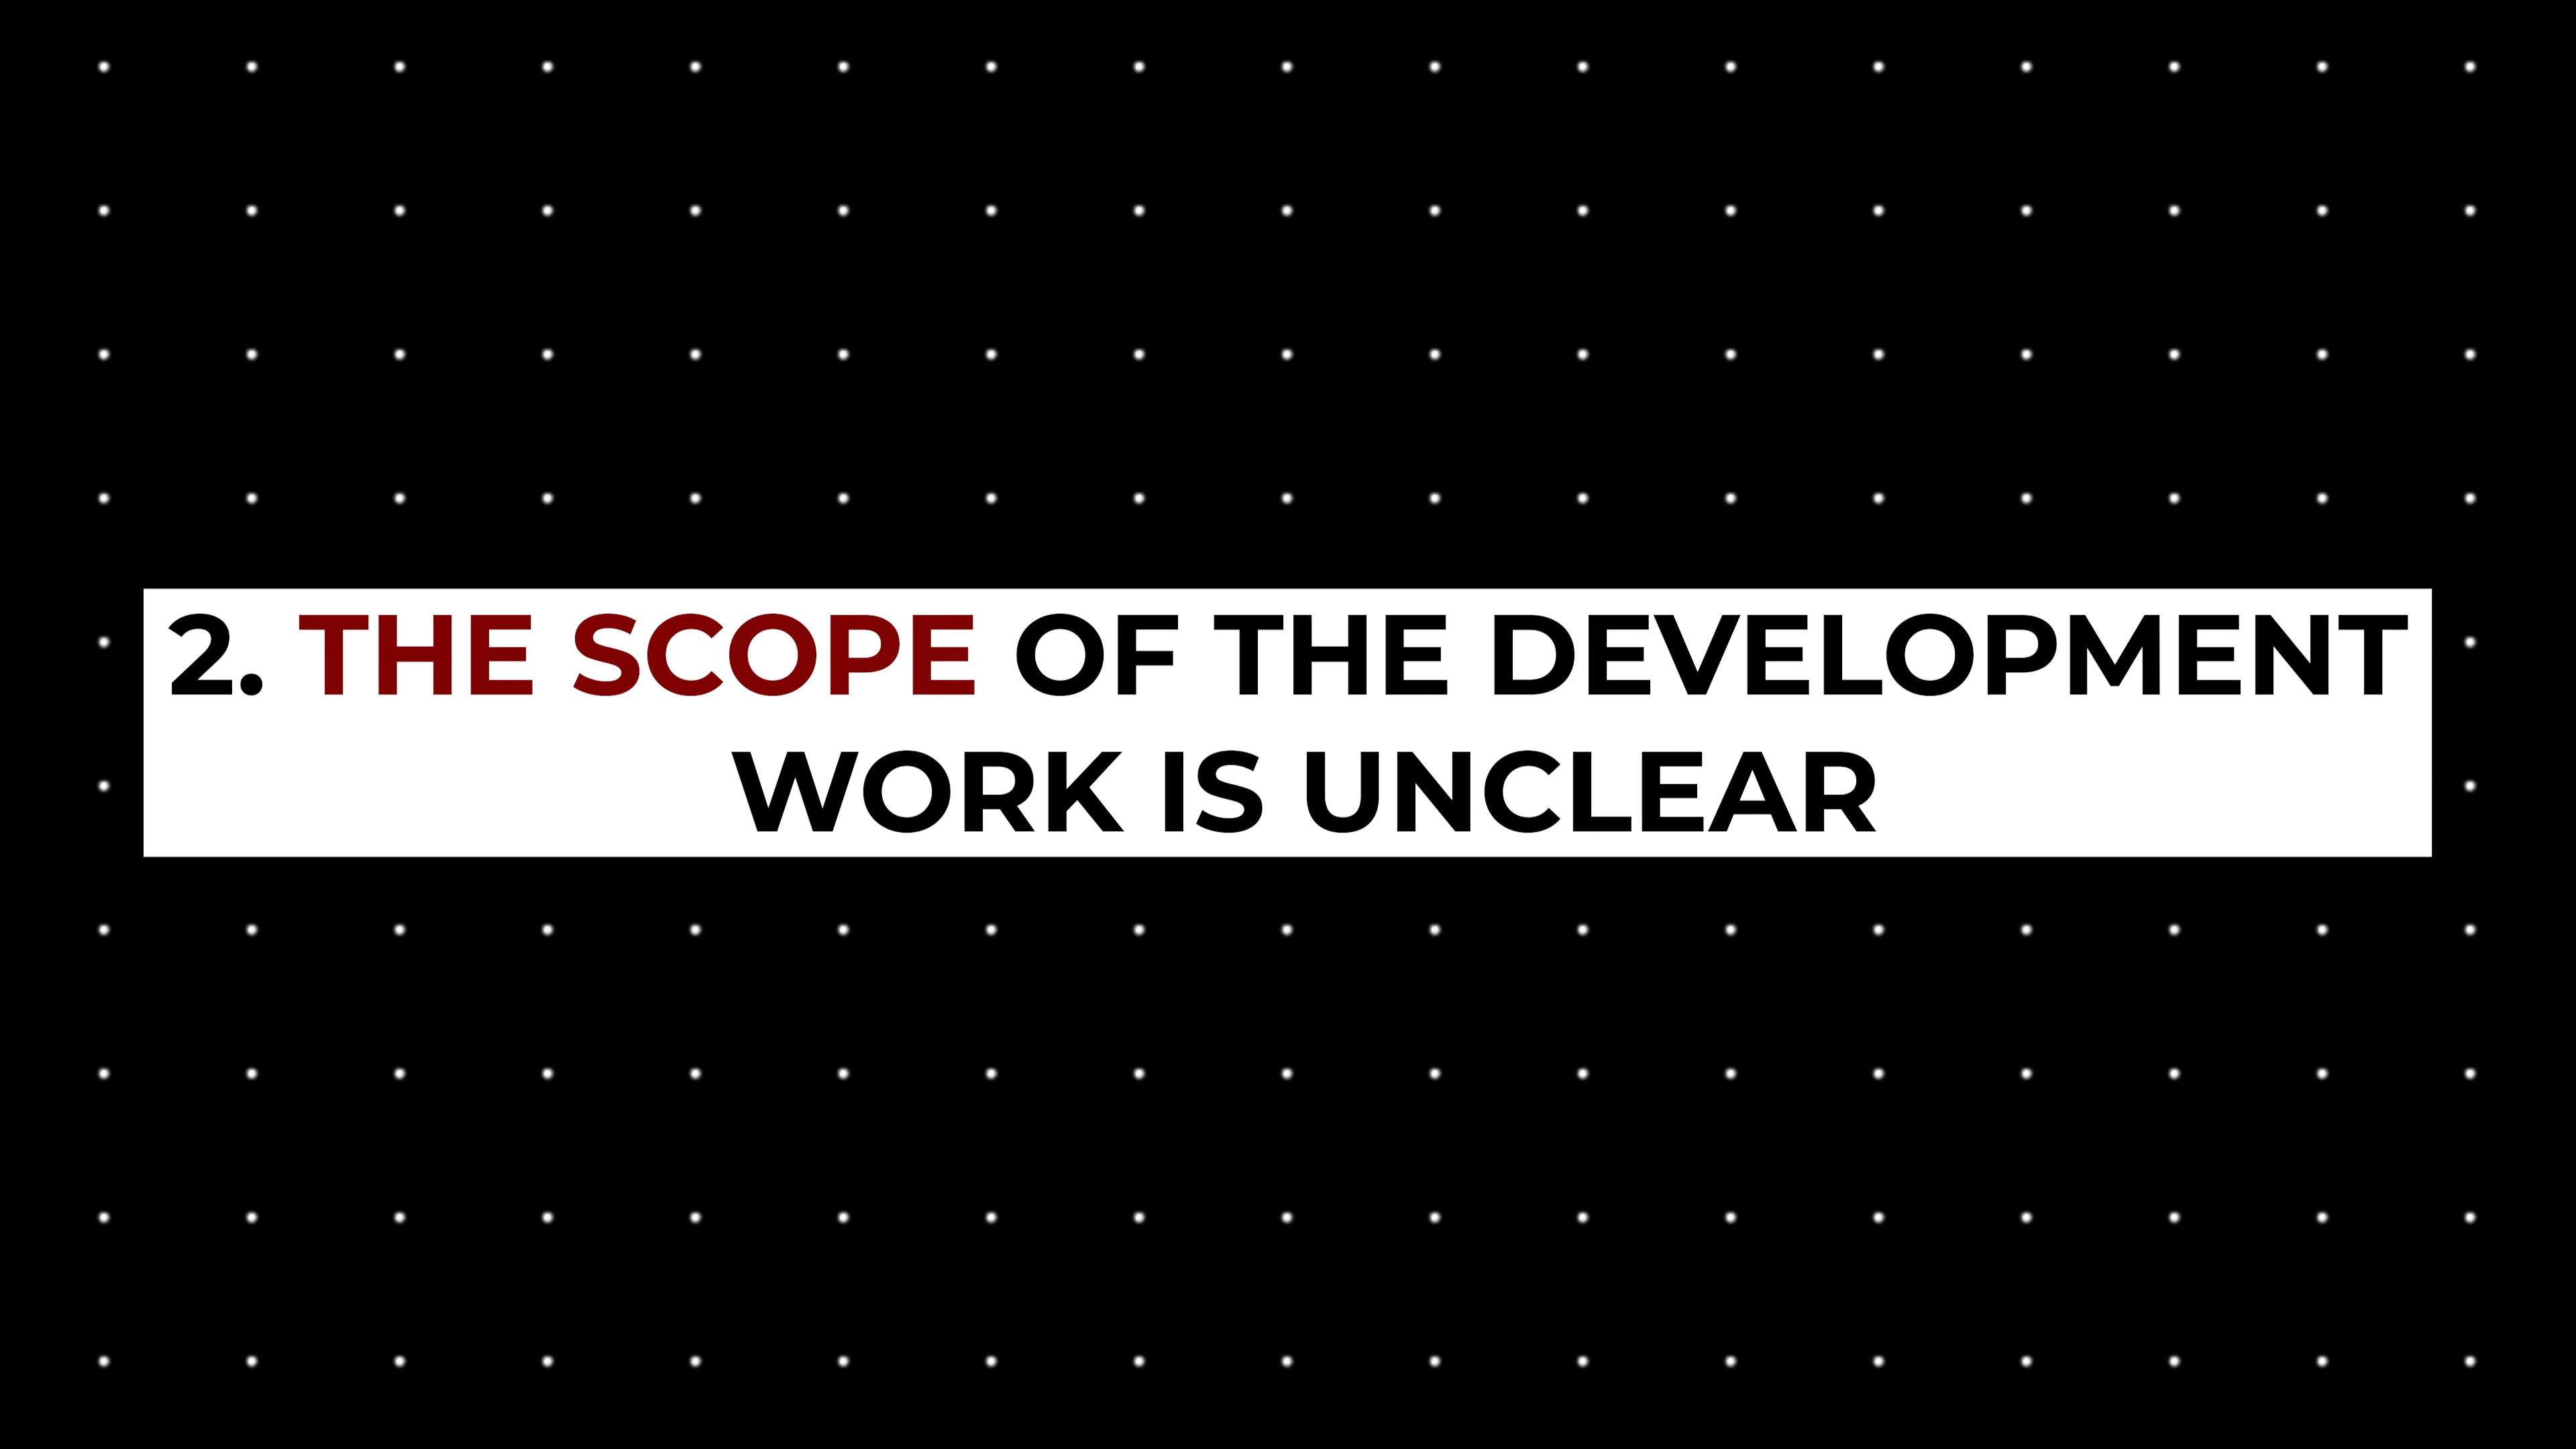 2. THE SCOPE OF THE DEVELOPMENT
WORK IS UNCLEAR